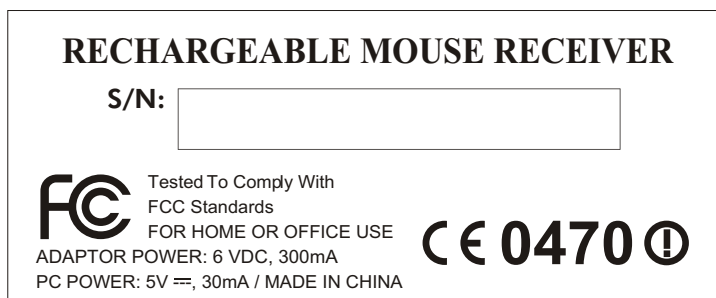 RECHARGEABLE MOUSE RECEIVER
S/N:
FC Tested To Comply With
FCC Standards
FOR HOME OR OFFICE USE
ADAPTOR POWER: 6 VDC, 300mA
PC POWER: 5V ⎓, 30mA / MADE IN CHINA
CE 0470